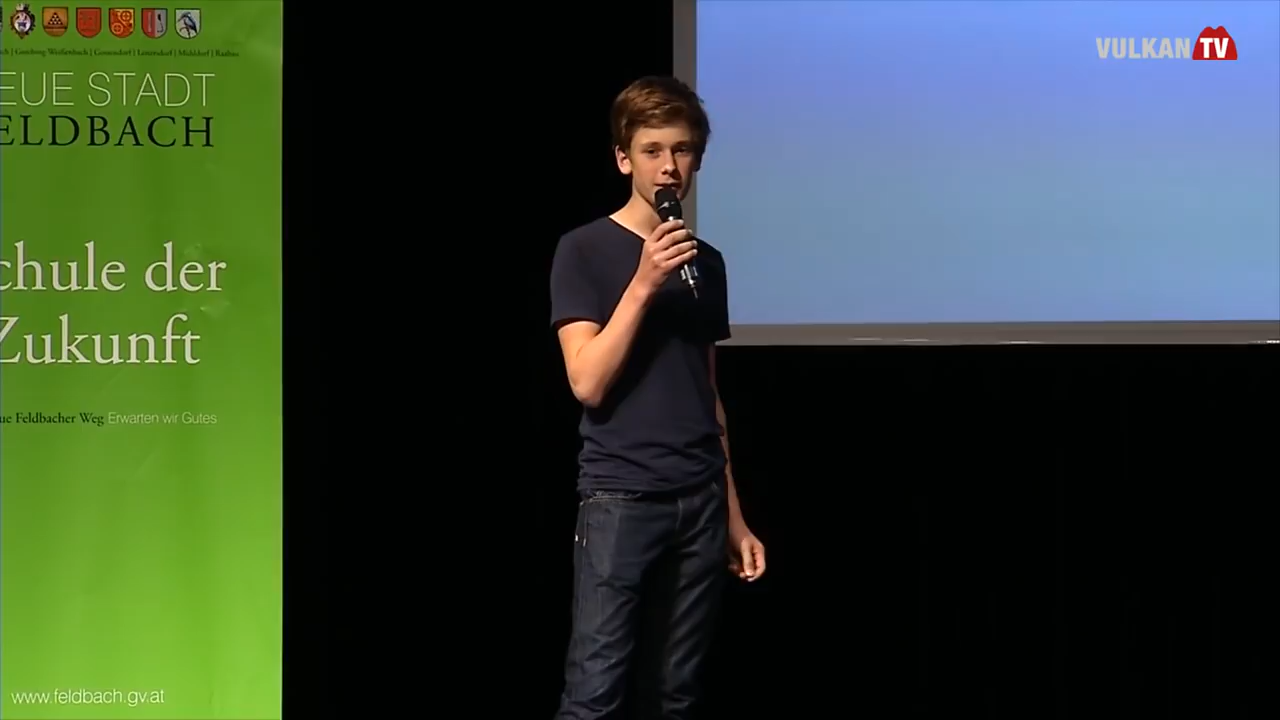 EUE STADT
ELDBACH
chule der
Zukunft
ue Feldbacher Weg Erwarten wir Gutes
www.feldbach.gv.at
VULKAN TV